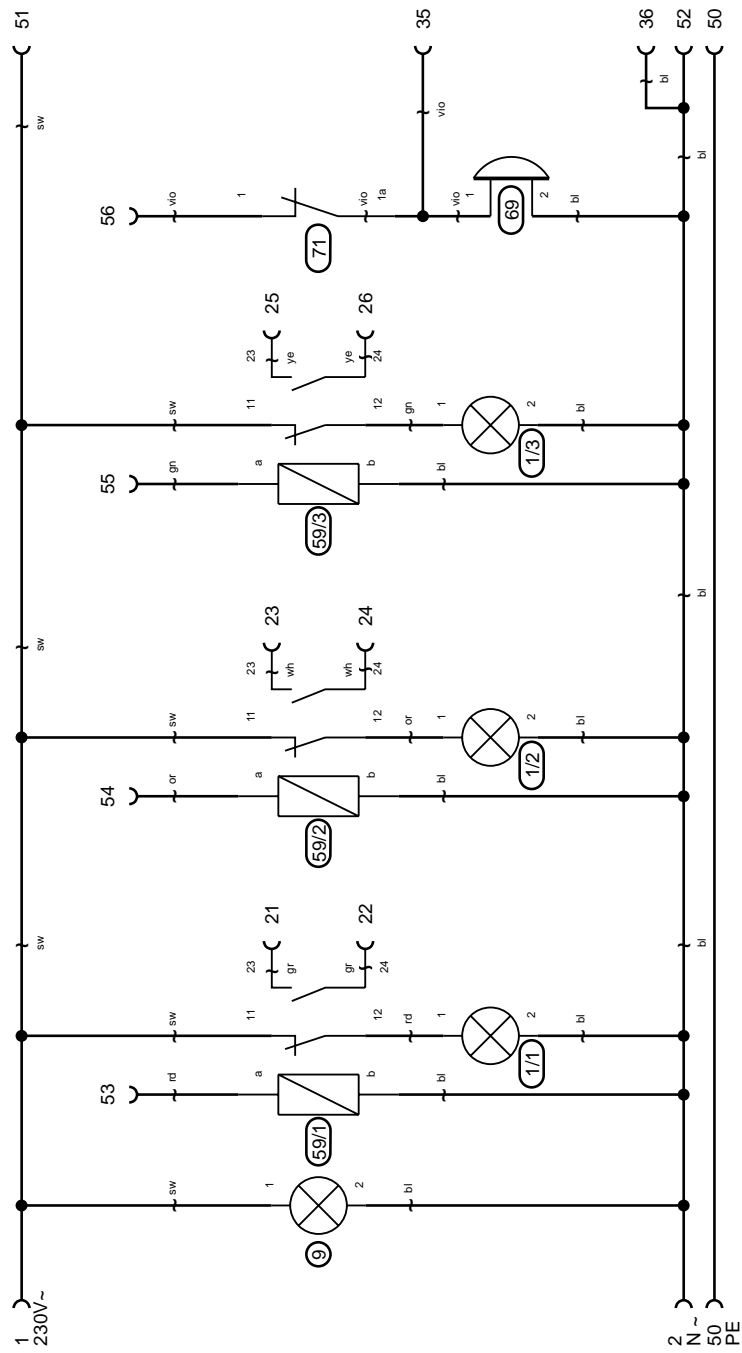 1 51
230V~ sw sw sw
53 54 55 56
sw rd sw or sw gn sw vio
1 a 11 23 a 11 23 a 11 23 1
21 23 25
gr wh ye
9 59/1 59/2 59/3 71
gr wh ye
2 b 12 22 b 12 24 b 12 26 vio
24 24 24 1a
bl rd or gn
35
bl 1 bl 1 bl 1 vio
vio 1
69
1/1 2 1/2 2 1/3 2 2
bl bl bl bl
36
bl
2 52
N ~ bl bl bl
50 50
PE